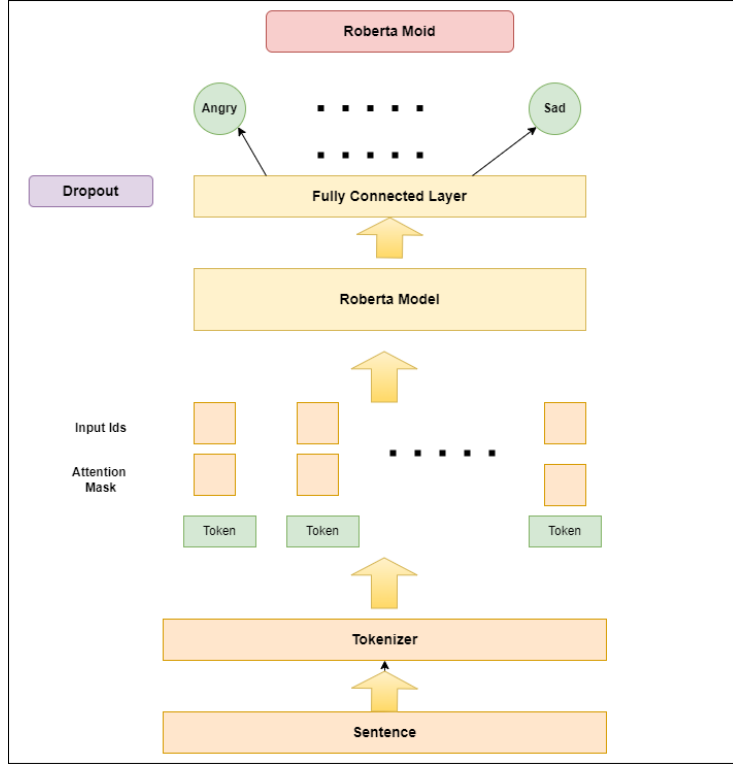 Roberta Moid
Angry
Sad
Dropout
Fully Connected Layer
Roberta Model
Input Ids
Attention
Mask
Token
Token
Token
Tokenizer
Sentence